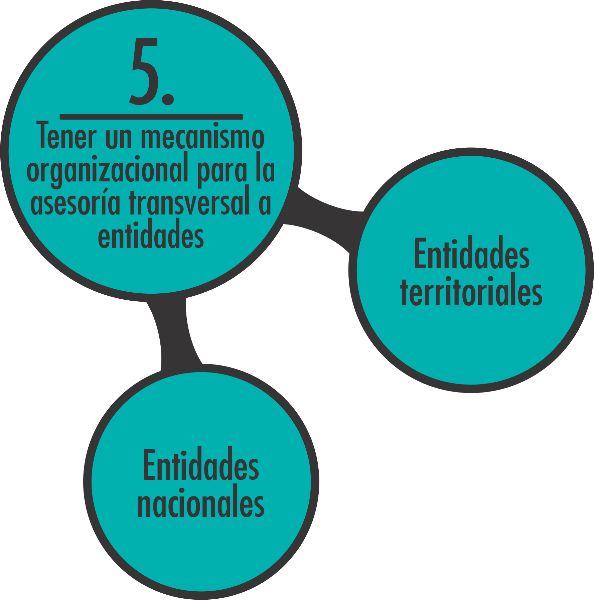 5.
Tener un mecanismo
organizacional para la
asesoría transversal a
entidades
Entidades
territoriales
Entidades
nacionales